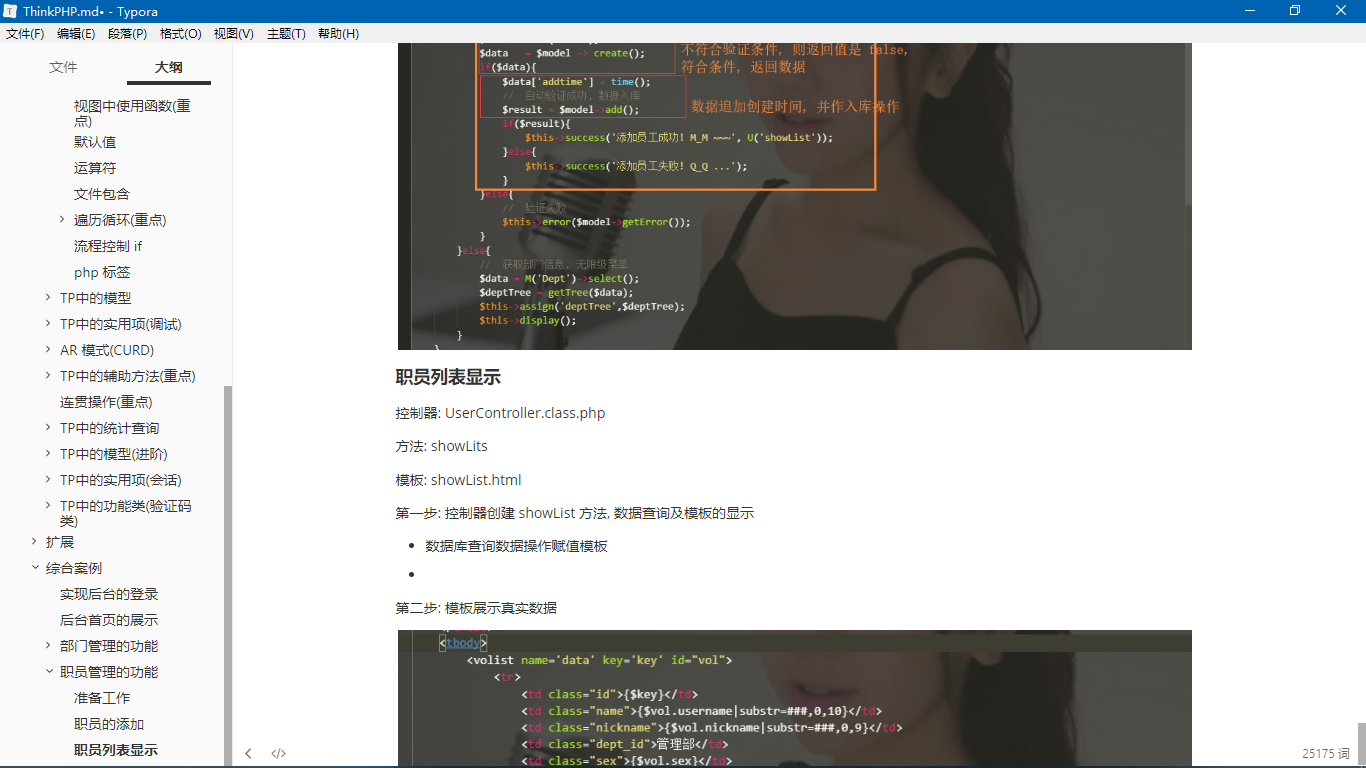 ThinkPHP.md• - Typora
文件(F) 编辑(E) 段落(P) 格式(O) 视图(V) 主题(T) 帮助(H)
文件 大纲
视图中使用函数(重
点)
默认值
运算符
文件包含
遍历循环(重点)
流程控制 if
php 标签
TP中的模型
TP中的实用项(调试)
AR 模式(CURD)
TP中的辅助方法(重点)
连贯操作(重点)
TP中的统计查询
TP中的模型(进阶)
TP中的实用项(会话)
TP中的功能类(验证码
类)
扩展
综合案例
实现后台的登录
后台首页的展示
部门管理的功能
职员管理的功能
准备工作
职员的添加
职员列表显示
$data = $model -> create();
不符合验证条件, 则返回值是 false,
if($data){
符合条件, 返回数据
$data['addtime'] = time();
// 自动验证成功, 数据入库
$result = $model->add();
数据追加创建时间, 并作入库操作
if($result){
$this->success('添加员工成功! M_M ~~~', U('showList'));
}else{
$this->success('添加员工失败! Q_Q ...');
}
}else{
// 验证失败
$this->error($model->getError());
}
}else{
// 获取部门信息, 无限级菜单
$data = M('Dept')->select();
$deptTree = getTree($data);
$this->assign('deptTree',$deptTree);
$this->display();
}
职员列表显示
控制器: UserController.class.php
方法: showLits
模板: showList.html
第一步: 控制器创建 showList 方法, 数据查询及模板的显示
• 数据库查询数据操作赋值模板
•
第二步: 模板展示真实数据
<tbody>
<volist name='data' key='key' id="vol">
<tr>
<td class="id">{$key}</td>
<td class="name">{$vol.username|substr=###,0,10}</td>
<td class="nickname">{$vol.nickname|substr=###,0,9}</td>
<td class="dept_id">管理部</td>
<td class="sex">{$vol.sex}</td>
25175 词